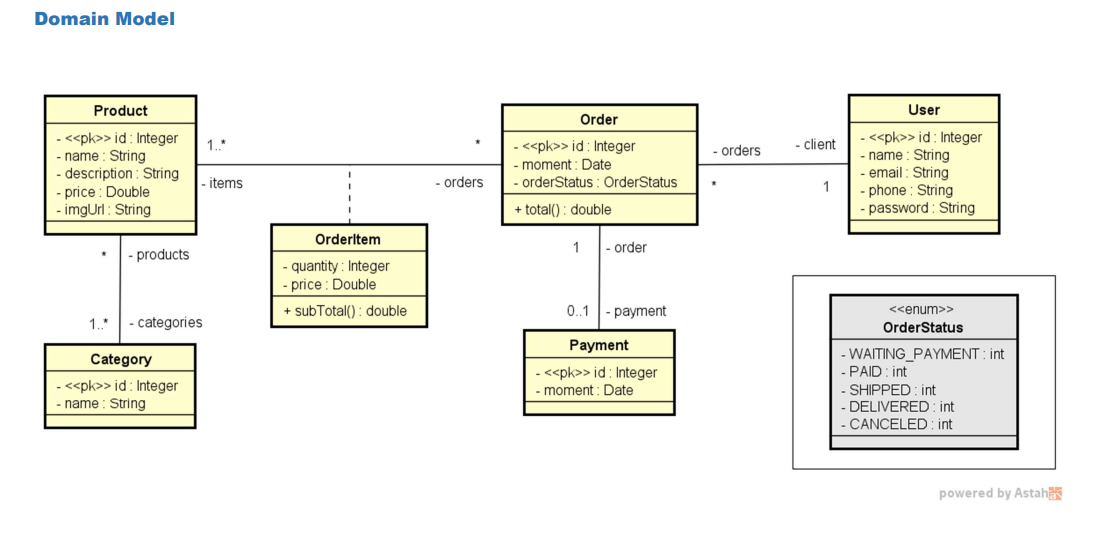 Domain Model
Product
- <<pk>> id : Integer
- name : String
- description : String
- price : Double
- imgUrl : String
1..*
- items
*
- orders
Order
- <<pk>> id : Integer
- moment : Date
- orderStatus : OrderStatus
+ total() : double
- orders
*
- client
1
User
- <<pk>> id : Integer
- name : String
- email : String
- phone : String
- password : String
OrderItem
- quantity : Integer
- price : Double
+ subTotal() : double
* - products
1..* - categories
Category
- <<pk>> id : Integer
- name : String
1 - order
0..1 - payment
Payment
- <<pk>> id : Integer
- moment : Date
<<enum>>
OrderStatus
- WAITING_PAYMENT : int
- PAID : int
- SHIPPED : int
- DELIVERED : int
- CANCELED : int
powered by Astah